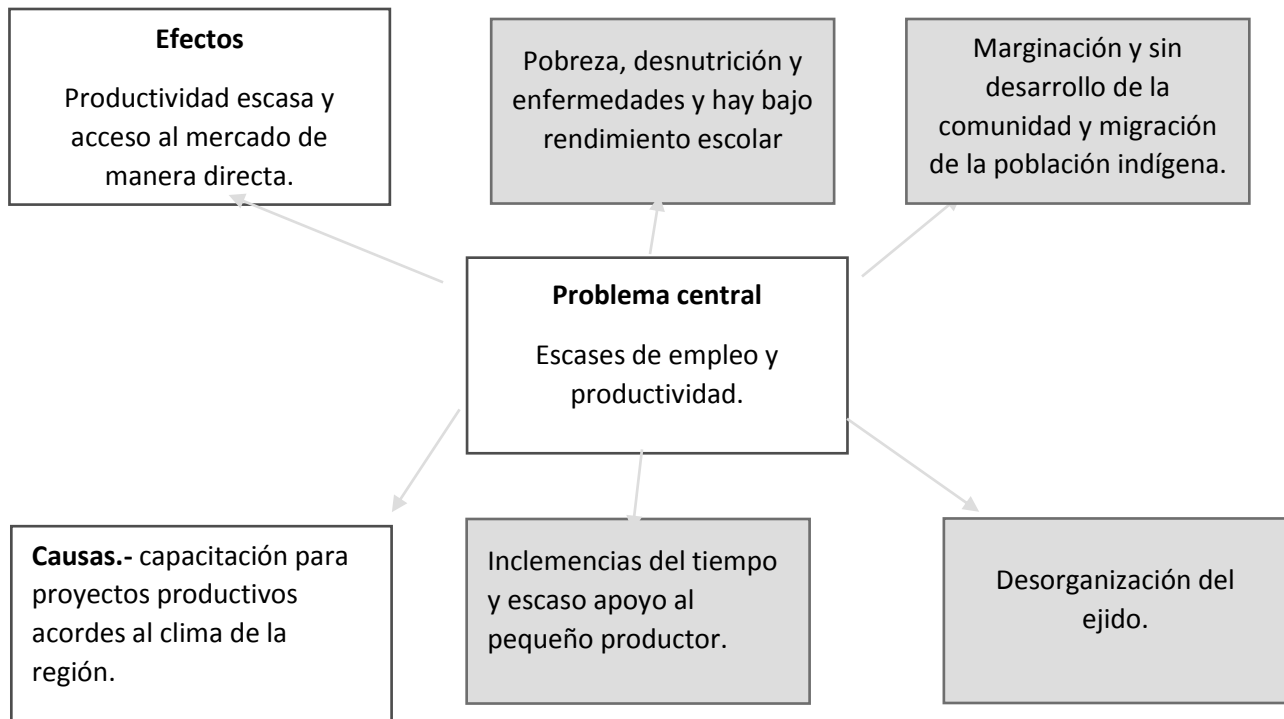 Efectos
Productividad escasa y
acceso al mercado de
manera directa.
Pobreza, desnutrición y
enfermedades y hay bajo
rendimiento escolar
Marginación y sin
desarrollo de la
comunidad y migración
de la población indígena.
Problema central
Escases de empleo y
productividad.
Causas.- capacitación para
proyectos productivos
acordes al clima de la
región.
Inclemencias del tiempo
y escaso apoyo al
pequeño productor.
Desorganización del
ejido.